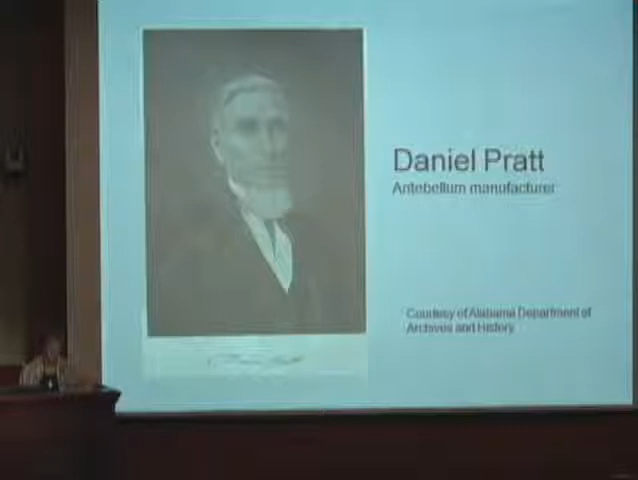 Daniel Pratt
Antebellum manufacturer
Courtesy of Alabama Department of
Archives and History